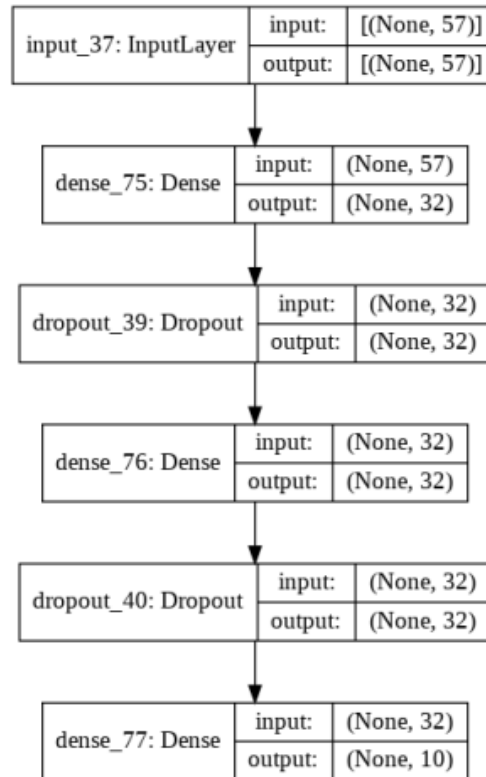 input_37: InputLayer
input: [(None, 57)]
output: [(None, 57)]
dense_75: Dense
input: (None, 57)
output: (None, 32)
dropout_39: Dropout
input: (None, 32)
output: (None, 32)
dense_76: Dense
input: (None, 32)
output: (None, 32)
dropout_40: Dropout
input: (None, 32)
output: (None, 32)
dense_77: Dense
input: (None, 32)
output: (None, 10)